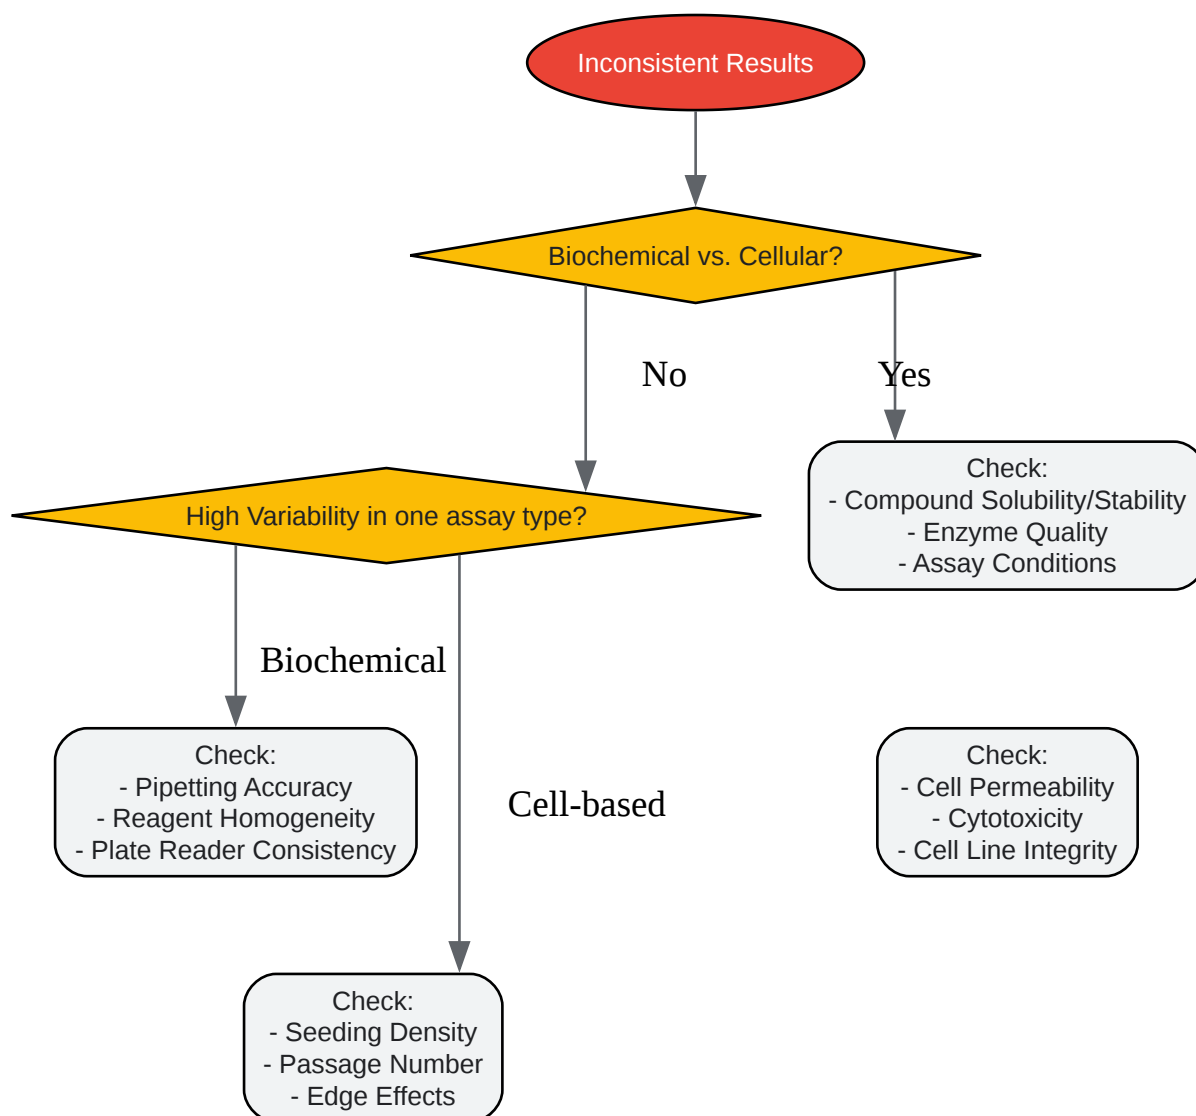 Inconsistent Results
Biochemical vs. Cellular?
No
Yes
Check:
- Compound Solubility/Stability
- Enzyme Quality
- Assay Conditions
High Variability in one assay type?
Biochemical
Cell-based
Check:
- Pipetting Accuracy
- Reagent Homogeneity
- Plate Reader Consistency
Check:
- Cell Permeability
- Cytotoxicity
- Cell Line Integrity
Check:
- Seeding Density
- Passage Number
- Edge Effects